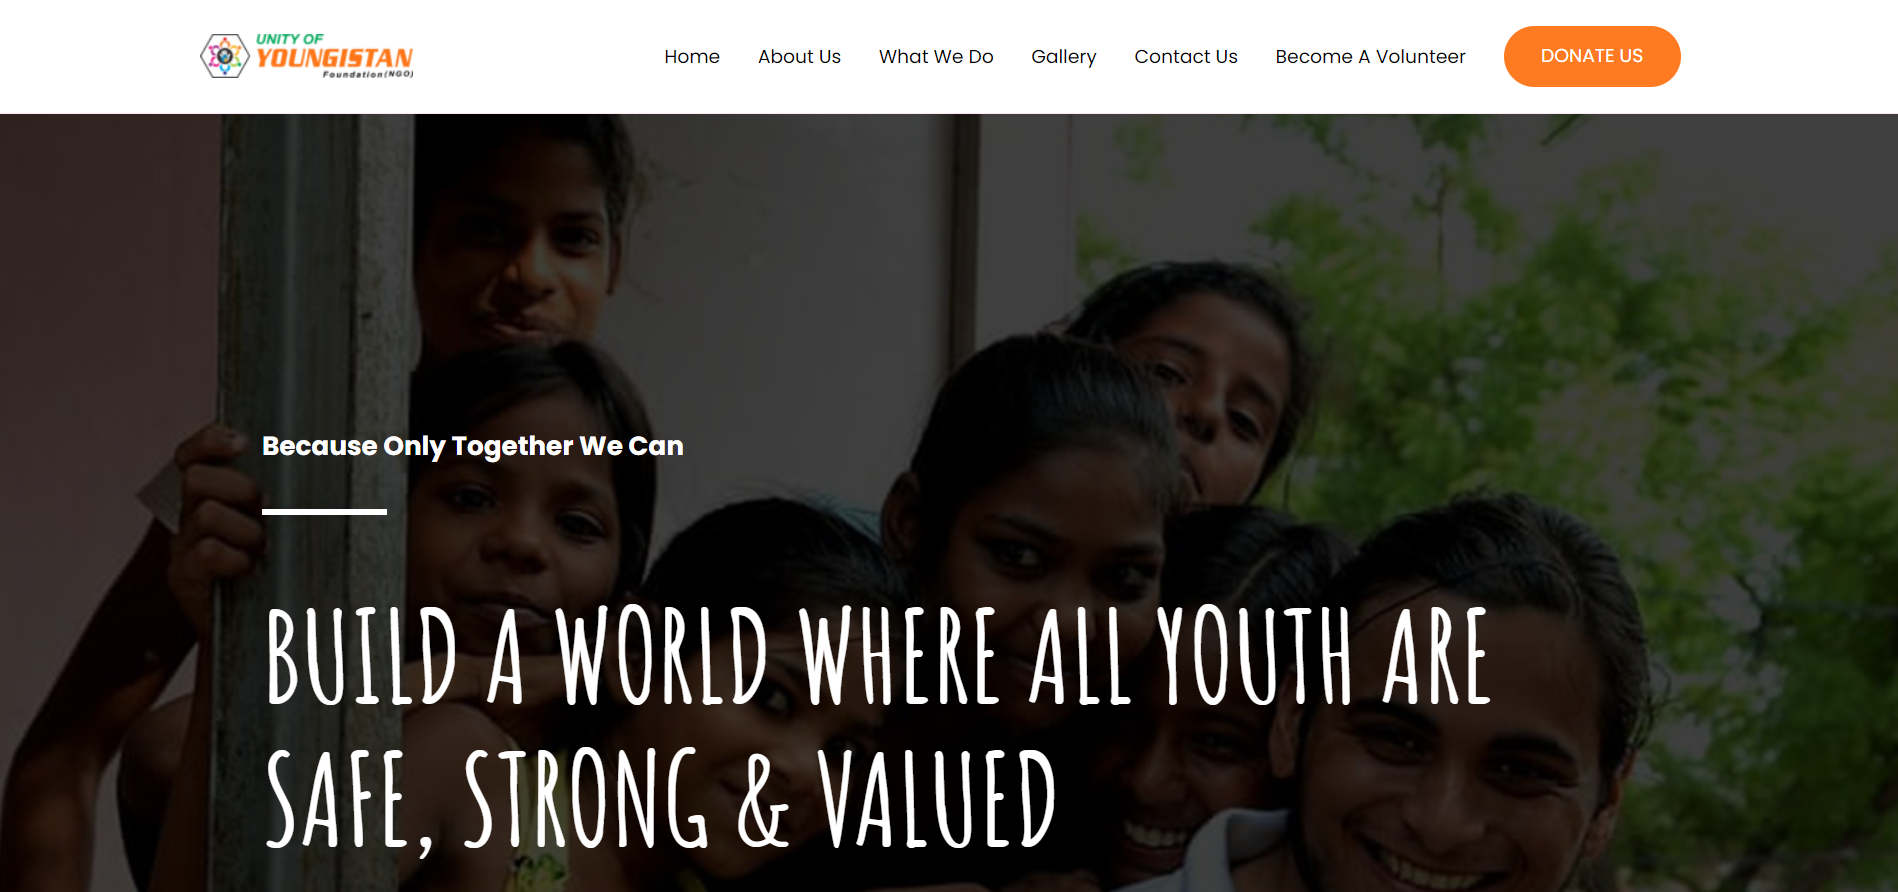 UNITY OF
YOUNGISTAN
Foundation(NGO)
Home About Us What We Do Gallery Contact Us Become A Volunteer DONATE US
Because Only Together We Can
BUILD A WORLD WHERE ALL YOUTH ARE
SAFE, STRONG & VALUED